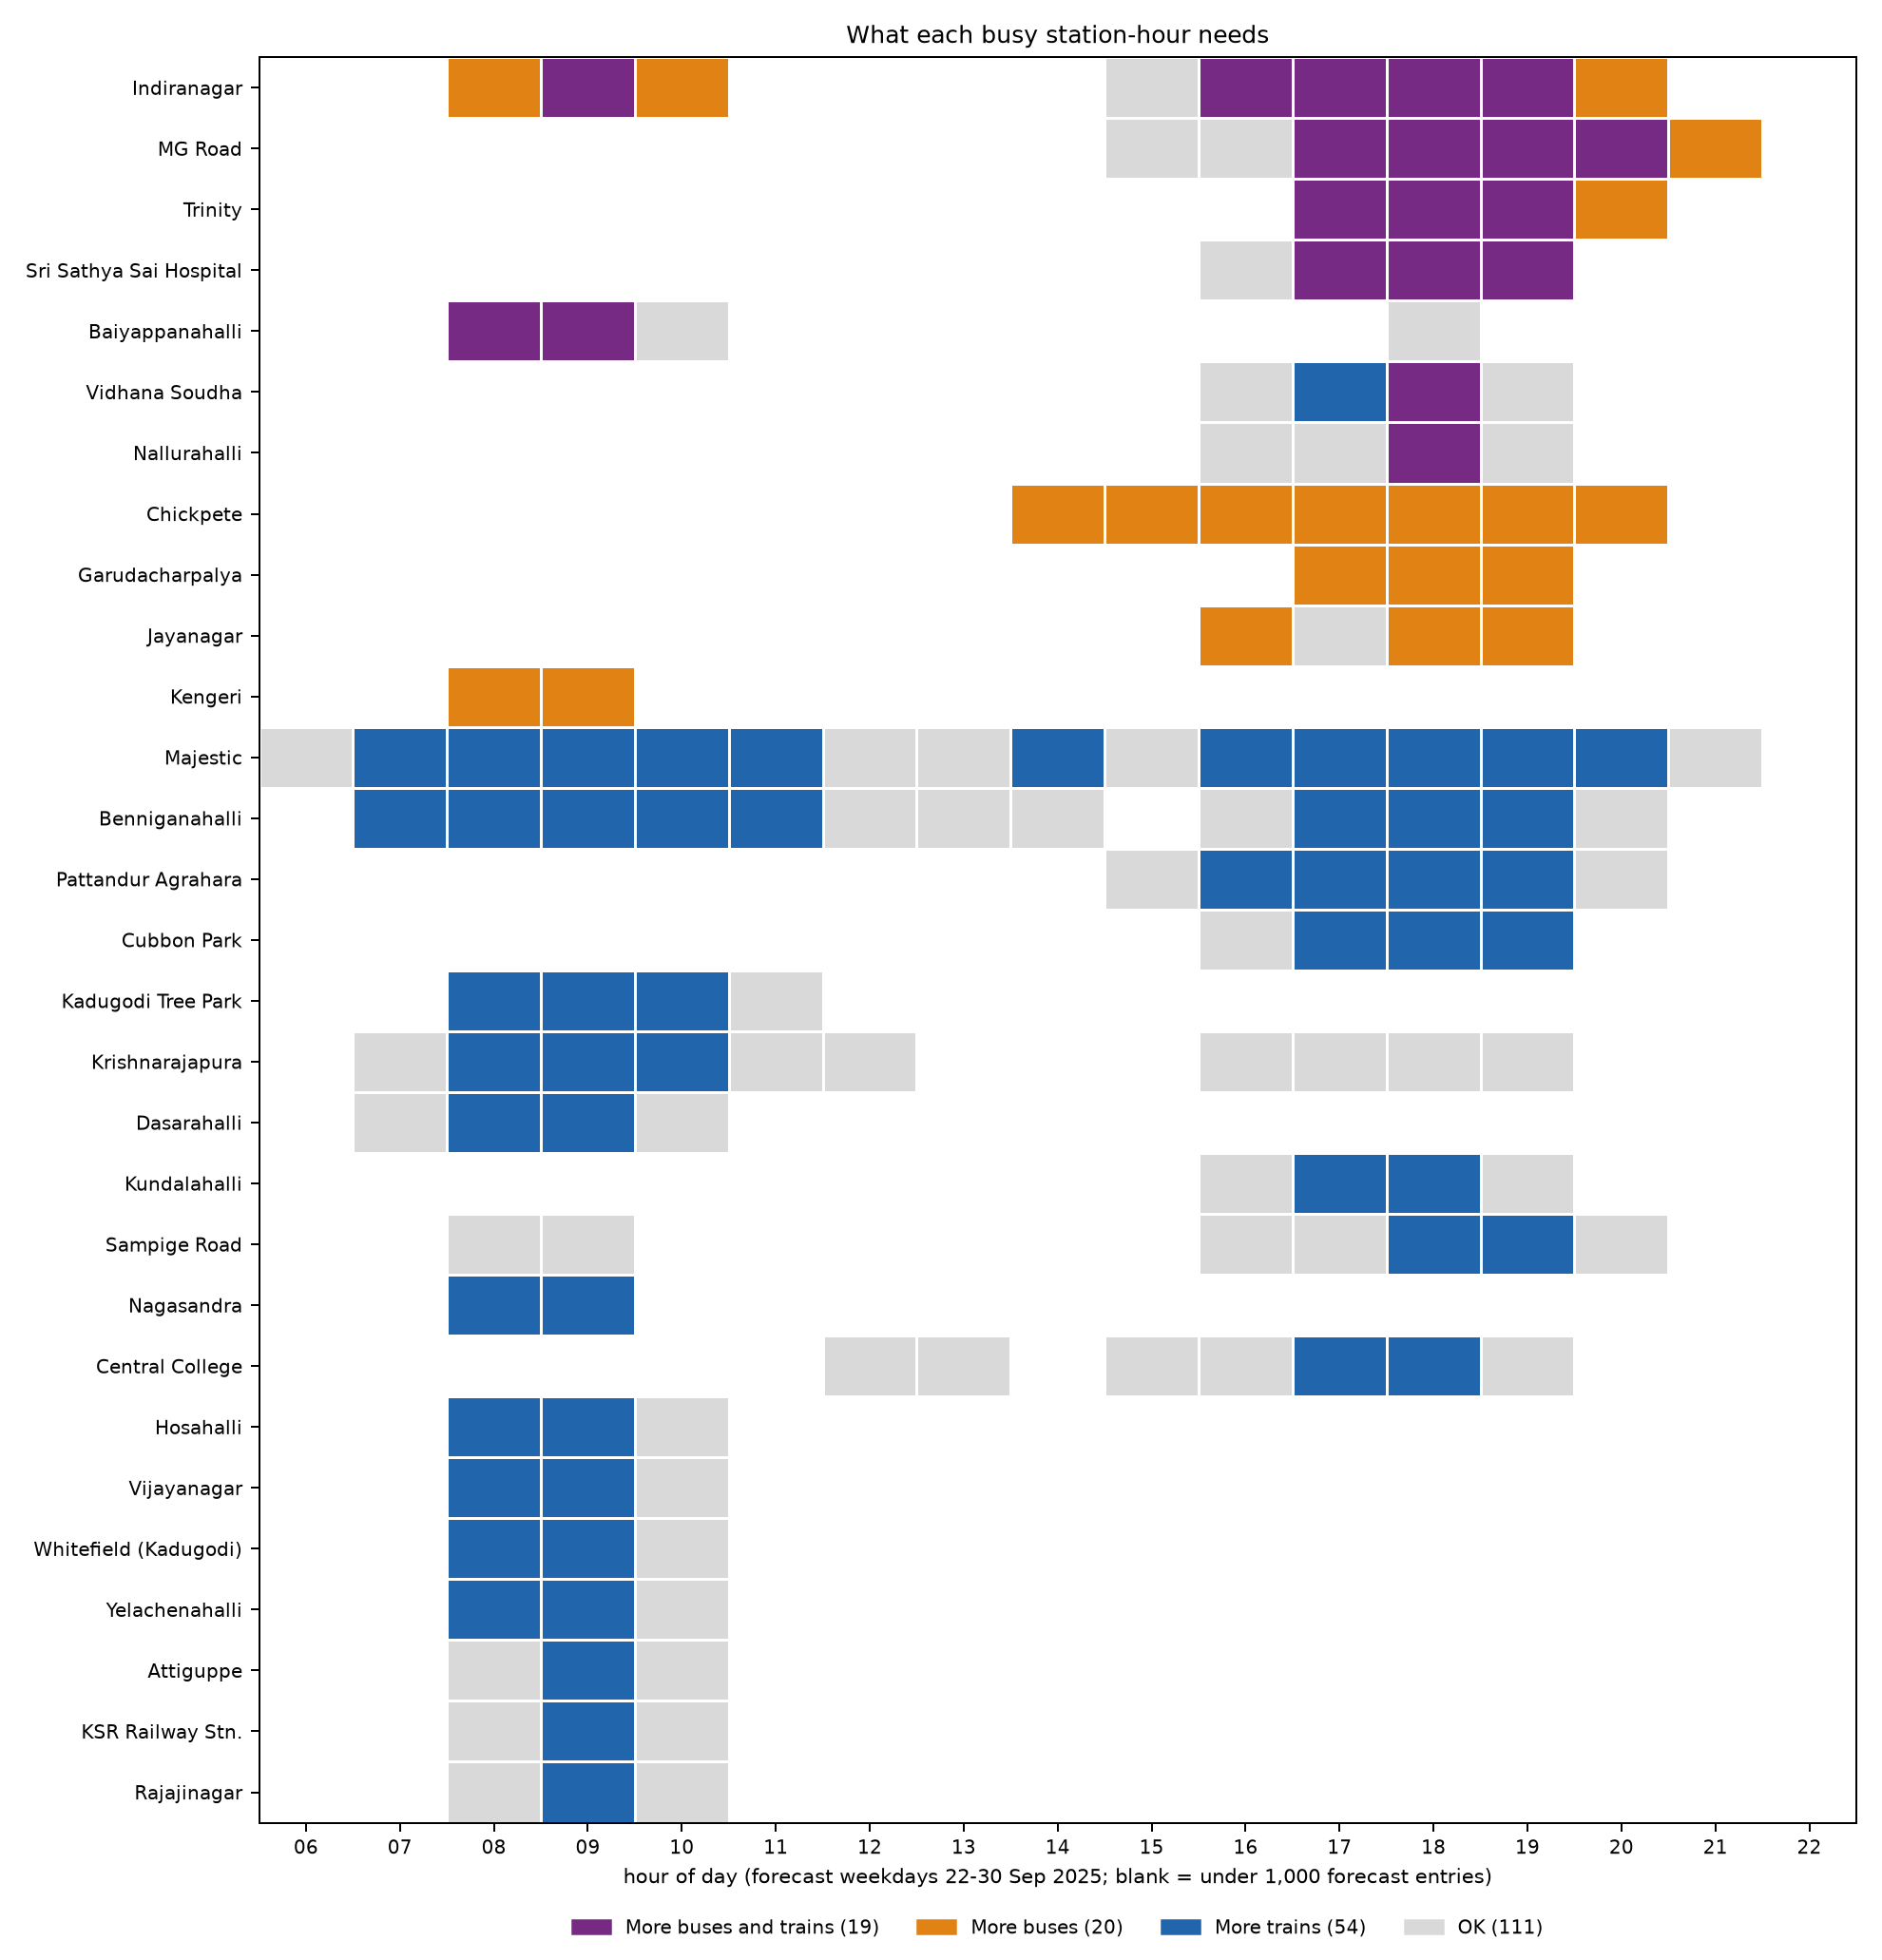 What each busy station-hour needs
Indiranagar
MG Road
Trinity
Sri Sathya Sai Hospital
Baiyappanahalli
Vidhana Soudha
Nallurahalli
Chickpete
Garudacharpalya
Jayanagar
Kengeri
Majestic
Benniganahalli
Pattandur Agrahara
Cubbon Park
Kadugodi Tree Park
Krishnarajapura
Dasarahalli
Kundalahalli
Sampige Road
Nagasandra
Central College
Hosahalli
Vijayanagar
Whitefield (Kadugodi)
Yelachenahalli
Attiguppe
KSR Railway Stn.
Rajajinagar
06 07 08 09 10 11 12 13 14 15 16 17 18 19 20 21 22
hour of day (forecast weekdays 22-30 Sep 2025; blank = under 1,000 forecast entries)
More buses and trains (19) More buses (20) More trains (54) OK (111)